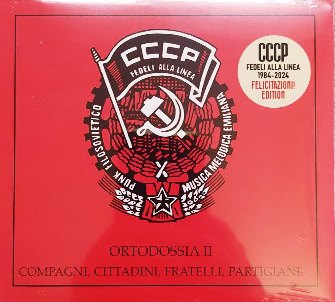 CCCP
FEDELI ALLA LINEA
PUNK FILOSOVIETICO
MUSICA MELODICA EMILIANA
CCCP
FEDELI ALLA LINEA
1984-2024
FELICITAZIONI!
EDITION
ORTODOSSIA II
COMPAGNI, CITTADINI, FRATELLI, PARTIGIANI.